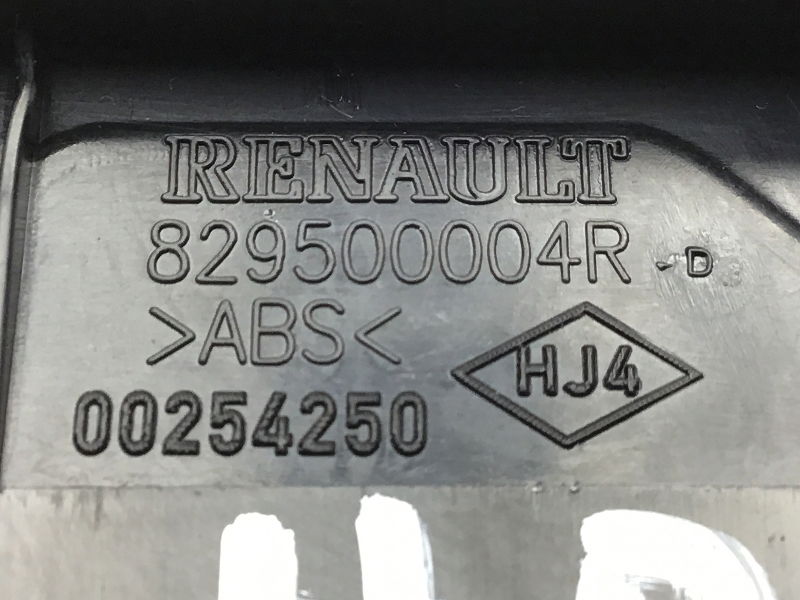 RENAULT
829500004R -D
>ABS<
HJ4
00254250